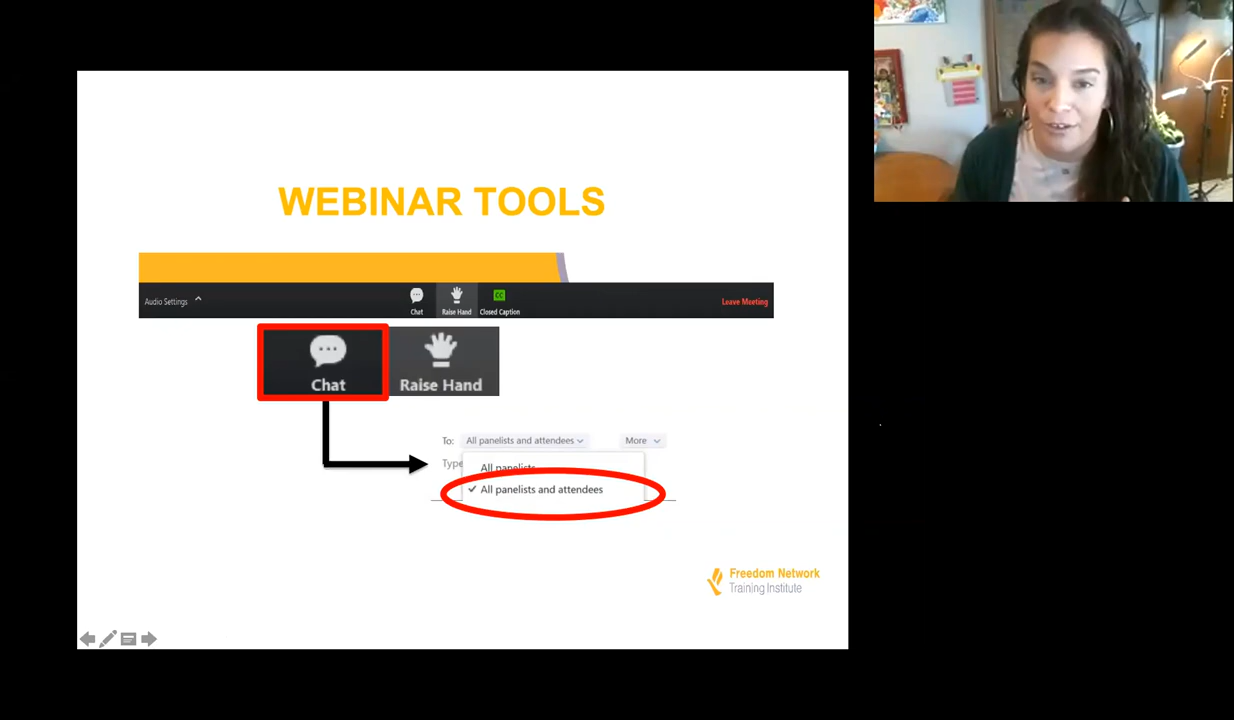 WEBINAR TOOLS
Audio Settings
Chat
Raise Hand
CC
Closed Caption
Leave Meeting
Chat
Raise Hand
To: All panelists and attendees More
Type
All panelists
All panelists and attendees
Freedom Network
Training Institute